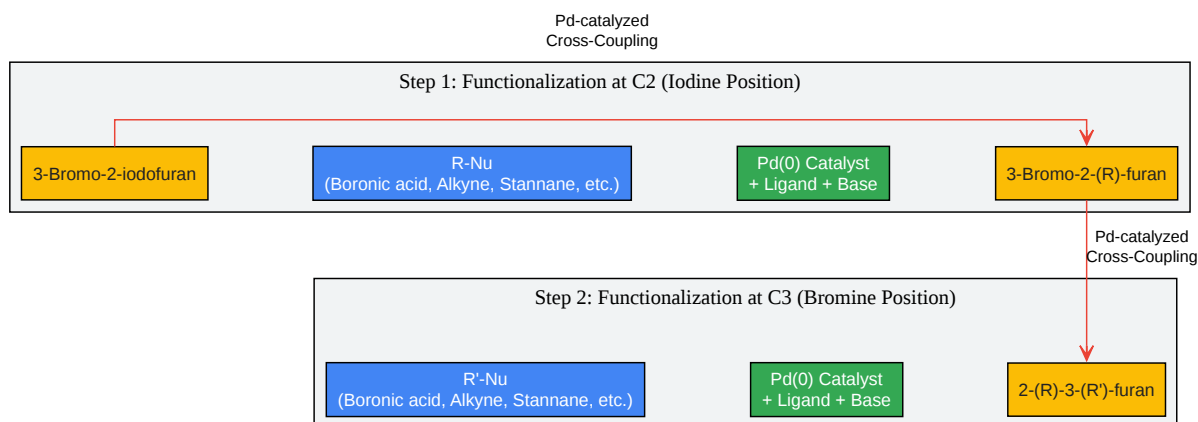 Pd-catalyzed
Cross-Coupling
Step 1: Functionalization at C2 (Iodine Position)
3-Bromo-2-iodofuran
R-Nu
(Boronic acid, Alkyne, Stannane, etc.)
Pd(0) Catalyst
+ Ligand + Base
3-Bromo-2-(R)-furan
Pd-catalyzed
Cross-Coupling
Step 2: Functionalization at C3 (Bromine Position)
R'-Nu
(Boronic acid, Alkyne, Stannane, etc.)
Pd(0) Catalyst
+ Ligand + Base
2-(R)-3-(R')-furan